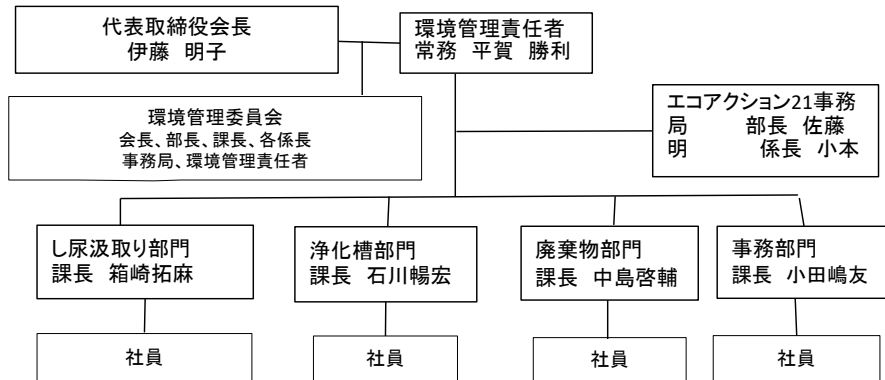 代表取締役会長
伊藤 明子
環境管理責任者
常務 平賀 勝利
環境管理委員会
会長、部長、課長、各係長
事務局、環境管理責任者
エコアクション21事務
局 部長 佐藤
明 係長 小本
し尿汲取り部門
課長 箱崎拓麻
浄化槽部門
課長 石川暢宏
廃棄物部門
課長 中島啓輔
事務部門
課長 小田嶋友
社員
社員
社員
社員